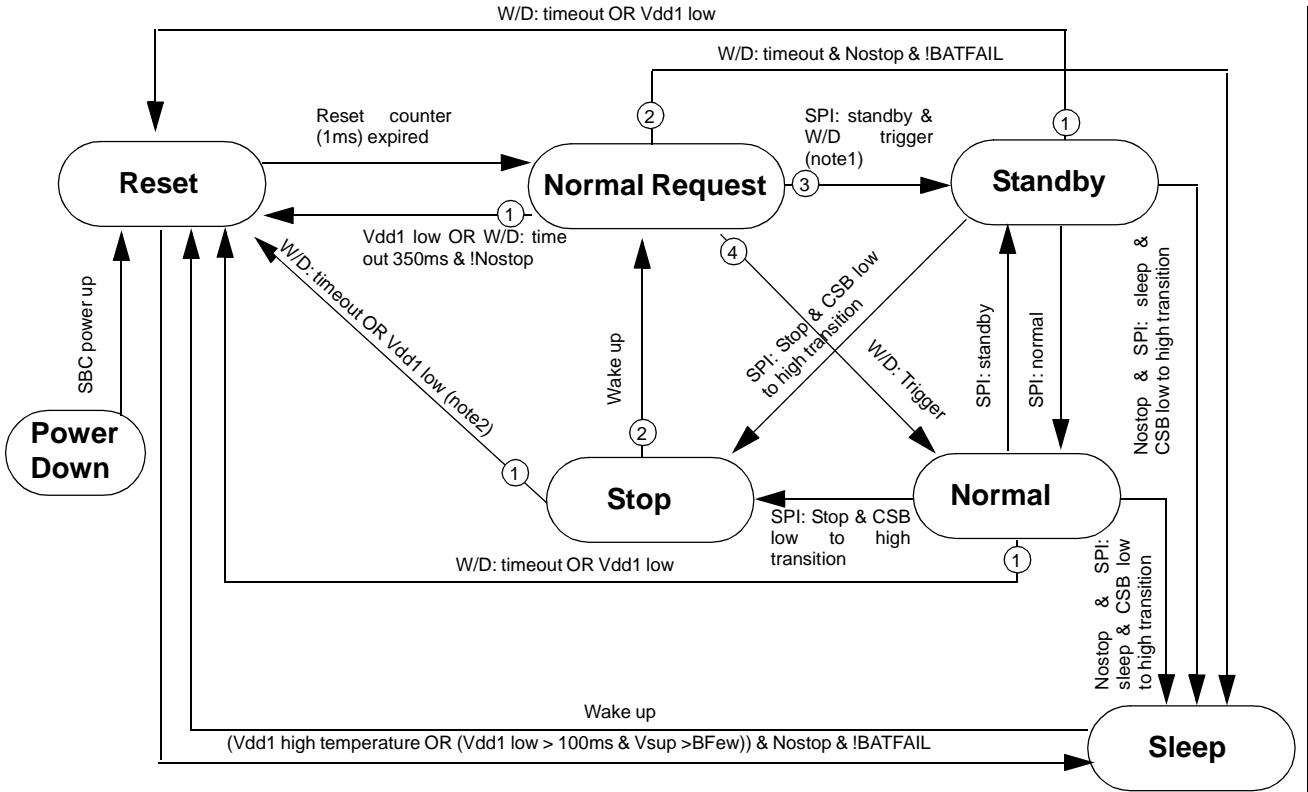 W/D: timeout OR Vdd1 low
W/D: timeout & Nostop & !BATFAIL
2
1
Reset counter
(1ms) expired
SPI: standby &
W/D trigger
(note1)
Reset
Normal Request
3
Standby
1
4
Vdd1 low OR W/D: time
out 350ms & !Nostop
W/D: timeout OR Vdd1 low (note2)
SBC power up
Wake up
SPI: Stop & CSB low
to high transition
W/D: Trigger
SPI: standby
SPI: normal
Nostop & SPI: sleep &
CSB low to high transition
Power
Down
2
1
Stop
Normal
SPI: Stop & CSB
low to high
transition
1
W/D: timeout OR Vdd1 low
Nostop & SPI:
sleep & CSB low
to high transition
Wake up
(Vdd1 high temperature OR (Vdd1 low > 100ms & Vsup >BFew)) & Nostop & !BATFAIL
Sleep